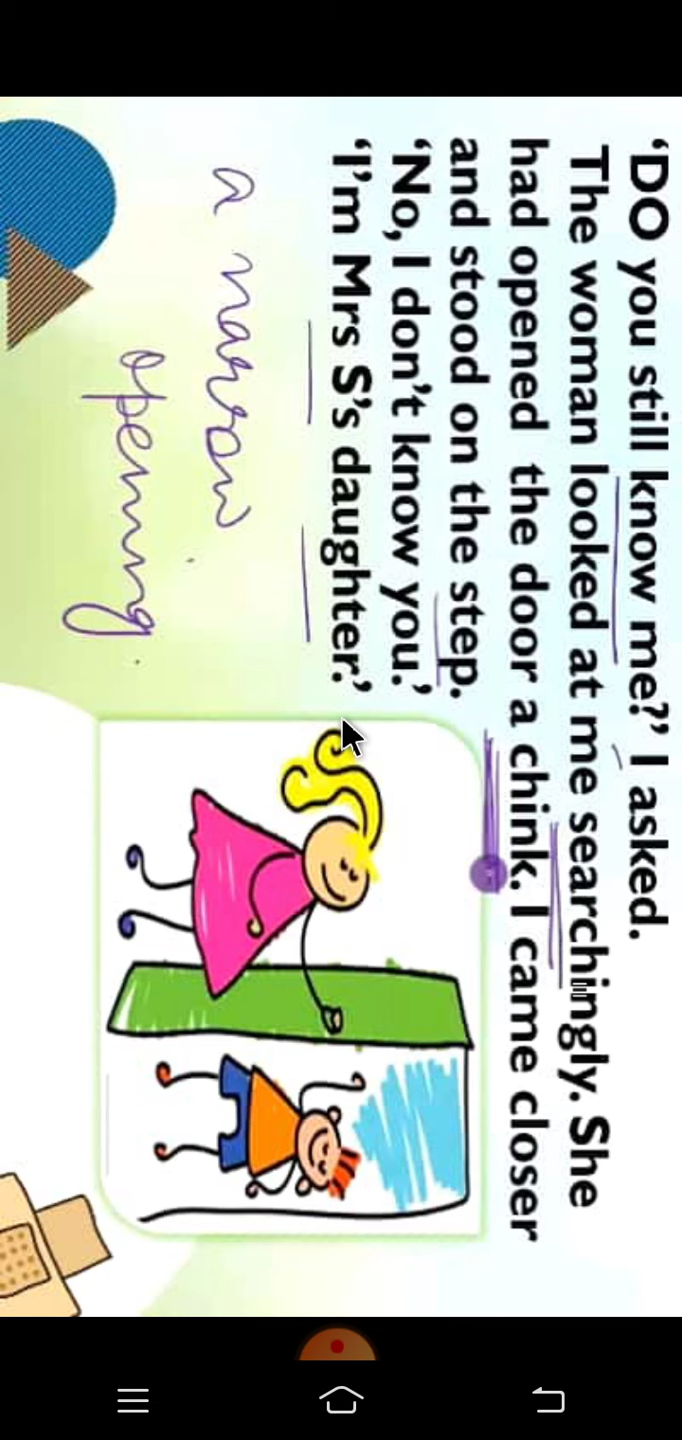 ‘DO you still know me?’ I asked.
The woman looked at me searchingly. She
had opened the door a chink. I came closer
and stood on the step.
‘No, I don’t know you.’
‘I’m Mrs S’s daughter.’
a narrow
opening